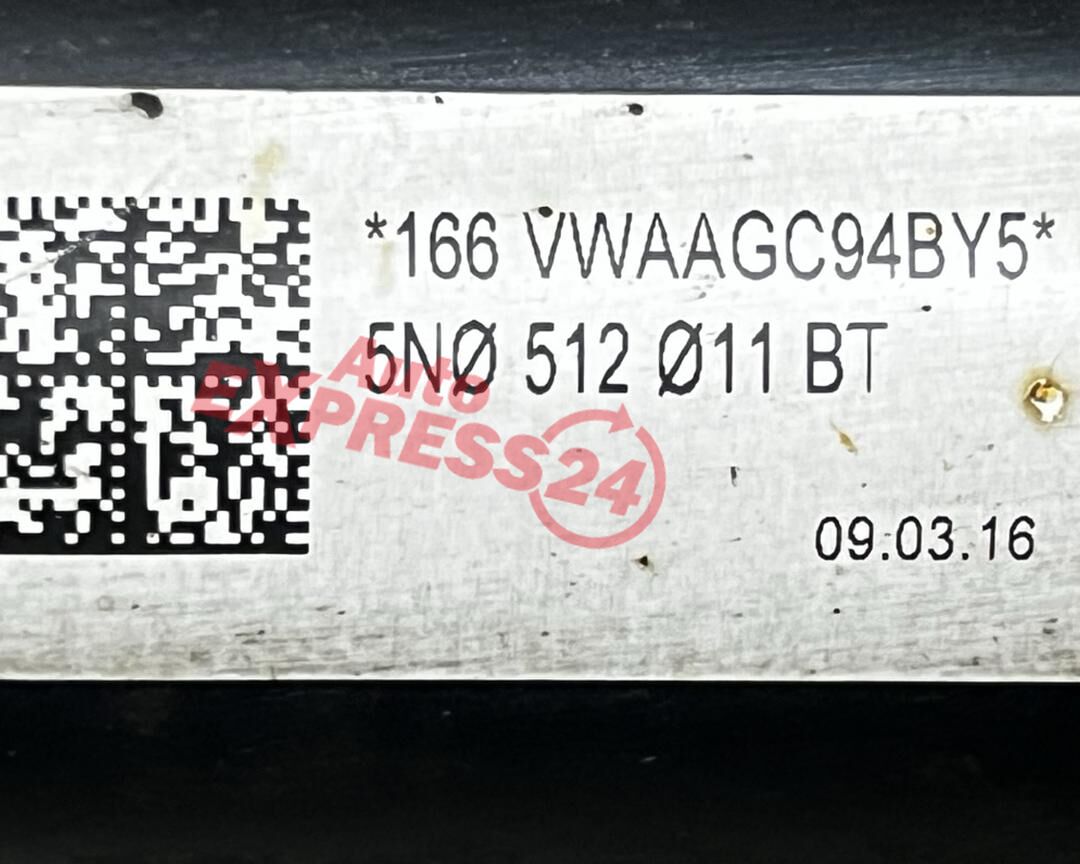 *166 VWAAGC94BY5*
5NØ 512 Ø11 BT
Auto
EXPRESS24
09.03.16